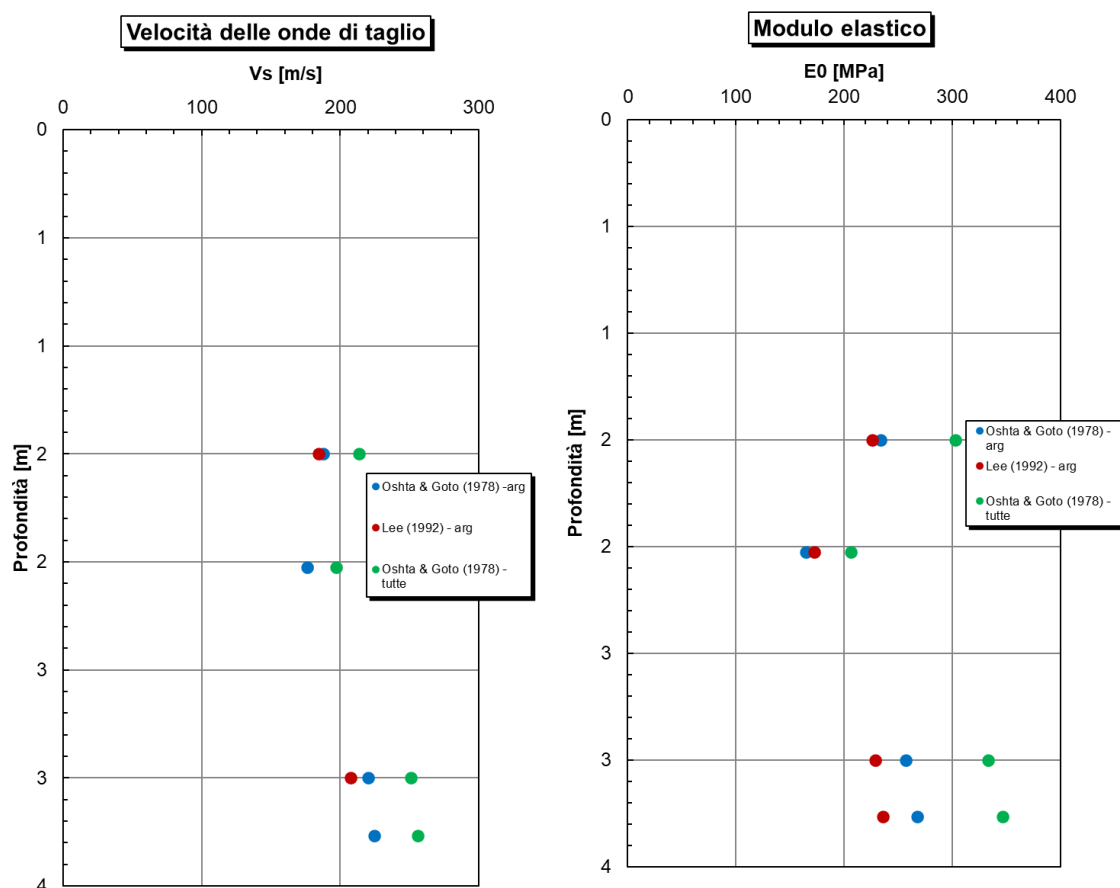 Velocità delle onde di taglio
Vs [m/s]
0 100 200 300
0
1
1
2
2
3
3
4
Profondità [m]
Oshta & Goto (1978) -arg
Lee (1992) - arg
Oshta & Goto (1978) -
tutte
Modulo elastico
E0 [MPa]
0 100 200 300 400
0
1
1
2
2
3
3
4
Profondità [m]
Oshta & Goto (1978) -
arg
Lee (1992) - arg
Oshta & Goto (1978) -
tutte